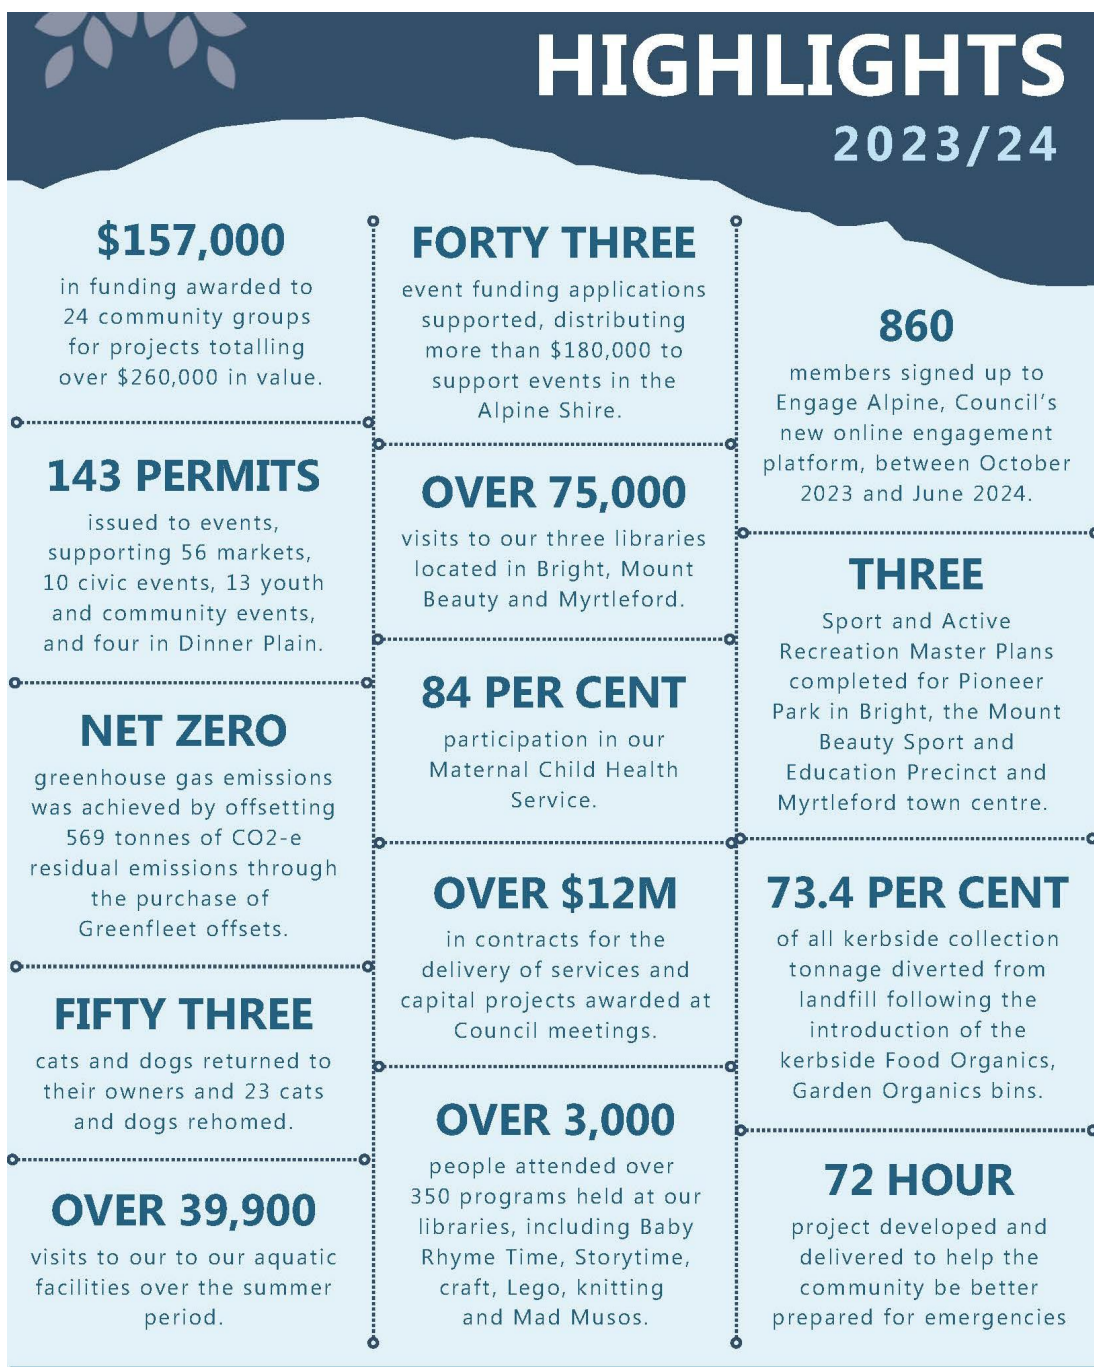 HIGHLIGHTS
2023/24
$157,000
in funding awarded to
24 community groups
for projects totalling
over $260,000 in value.
143 PERMITS
issued to events,
supporting 56 markets,
10 civic events, 13 youth
and community events,
and four in Dinner Plain.
NET ZERO
greenhouse gas emissions
was achieved by offsetting
569 tonnes of CO2-e
residual emissions through
the purchase of
Greenfleet offsets.
FIFTY THREE
cats and dogs returned to
their owners and 23 cats
and dogs rehomed.
OVER 39,900
visits to our to our aquatic
facilities over the summer
period.
FORTY THREE
event funding applications
supported, distributing
more than $180,000 to
support events in the
Alpine Shire.
OVER 75,000
visits to our three libraries
located in Bright, Mount
Beauty and Myrtleford.
84 PER CENT
participation in our
Maternal Child Health
Service.
OVER $12M
in contracts for the
delivery of services and
capital projects awarded at
Council meetings.
OVER 3,000
people attended over
350 programs held at our
libraries, including Baby
Rhyme Time, Storytime,
craft, Lego, knitting
and Mad Musos.
860
members signed up to
Engage Alpine, Council's
new online engagement
platform, between October
2023 and June 2024.
THREE
Sport and Active
Recreation Master Plans
completed for Pioneer
Park in Bright, the Mount
Beauty Sport and
Education Precinct and
Myrtleford town centre.
73.4 PER CENT
of all kerbside collection
tonnage diverted from
landfill following the
introduction of the
kerbside Food Organics,
Garden Organics bins.
72 HOUR
project developed and
delivered to help the
community be better
prepared for emergencies